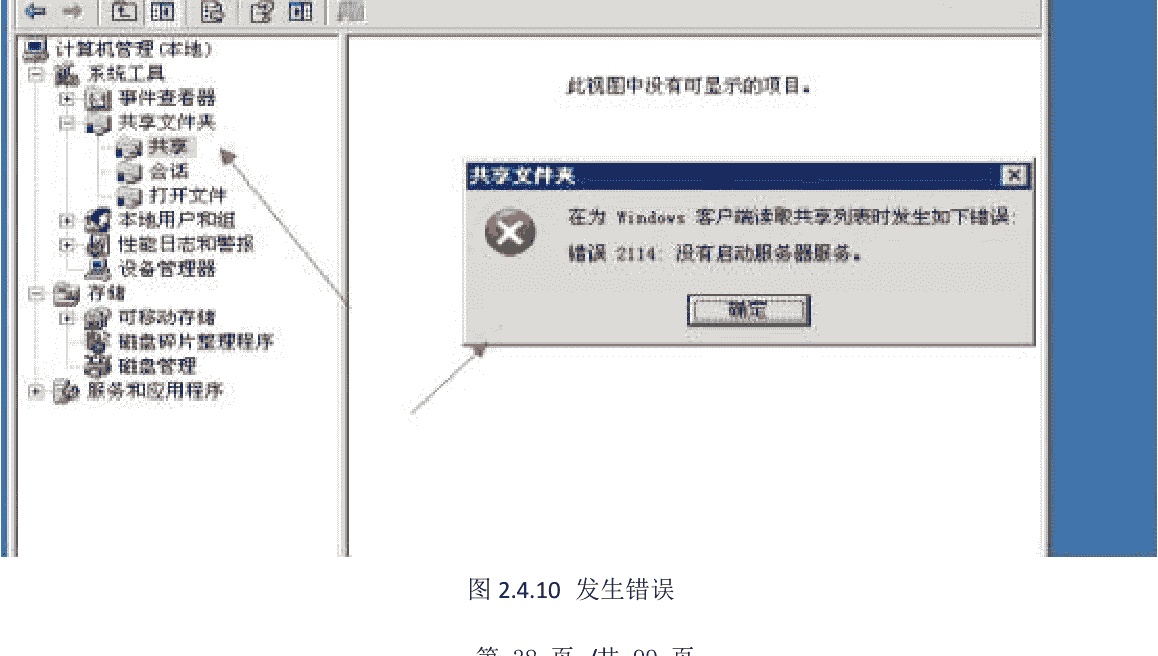 计算机管理(本地)
系统工具
事件查看器
共享文件夹
共享
会话
打开文件
本地用户和组
性能日志和警报
设备管理器
存储
可移动存储
磁盘碎片整理程序
磁盘管理
服务和应用程序
此视图中没有可显示的项目。
共享文件夹
在为 Windows 客户端读取共享列表时发生如下错误:
错误 2114: 没有启动服务器服务。
确定
图 2.4.10 发生错误
第 38 页 /共 99 页